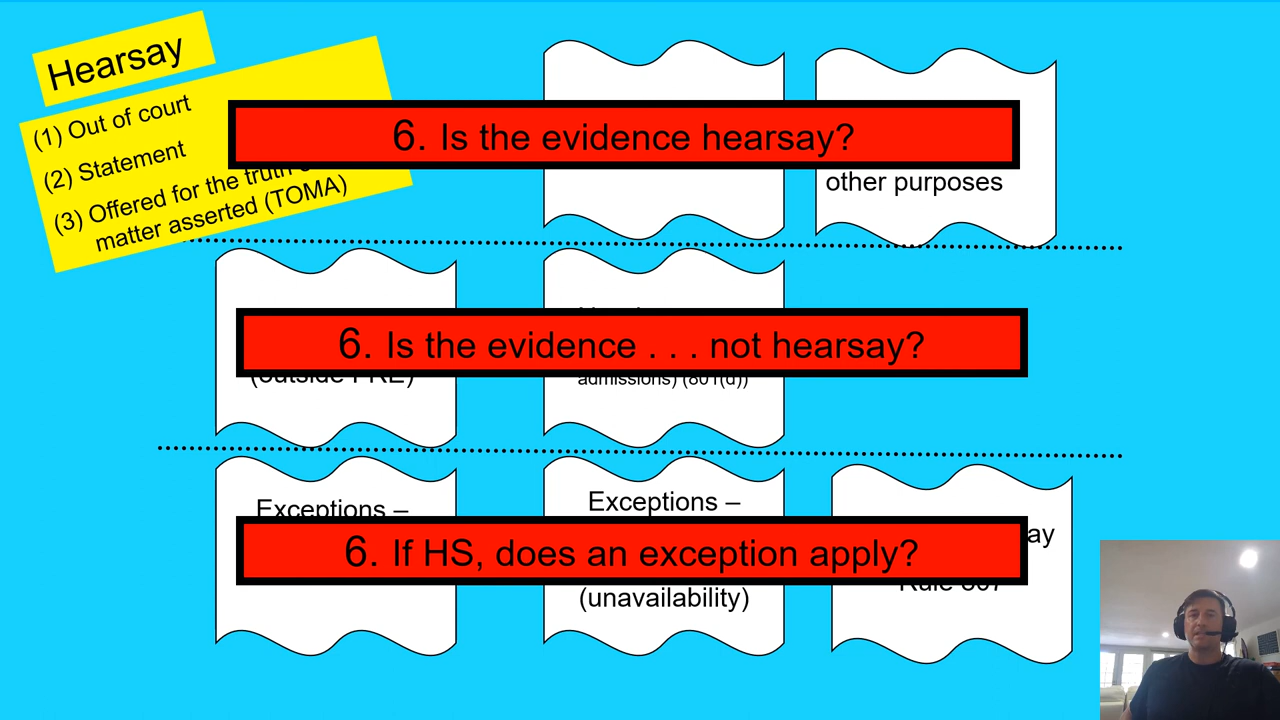 Hearsay
(1) Out of court
(2) Statement
(3) Offered for the truth
matter asserted (TOMA)
6. Is the evidence hearsay?
other purposes
6. Is the evidence . . . not hearsay?
admissions) (801(d))
Exceptions –
Exceptions –
6. If HS, does an exception apply?
(unavailability)